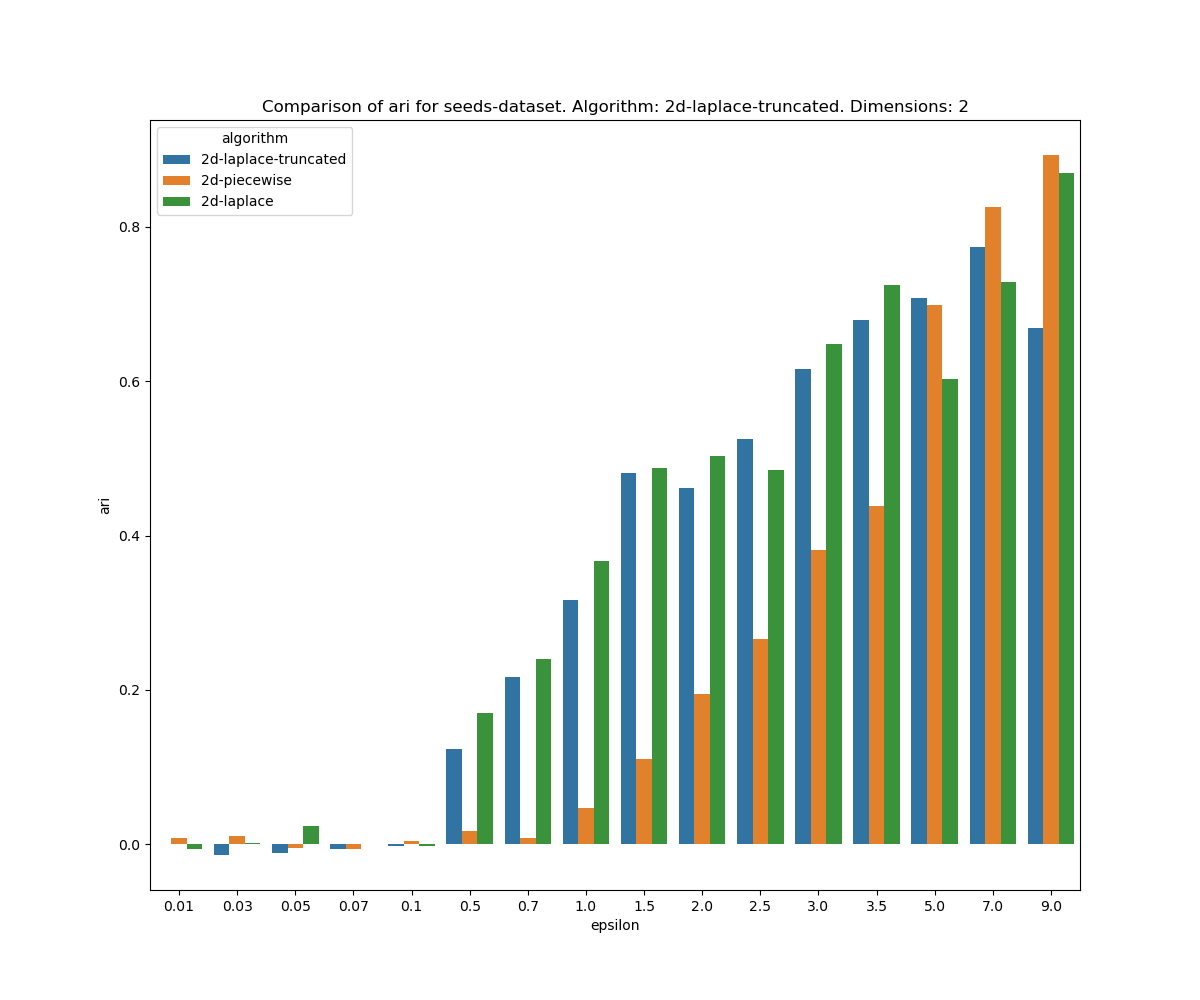 Comparison of ari for seeds-dataset. Algorithm: 2d-laplace-truncated. Dimensions: 2
algorithm
2d-laplace-truncated
2d-piecewise
2d-laplace
0.8
0.6
0.4
0.2
0.0
ari
0.01 0.03 0.05 0.07 0.1 0.5 0.7 1.0 1.5 2.0 2.5 3.0 3.5 5.0 7.0 9.0
epsilon